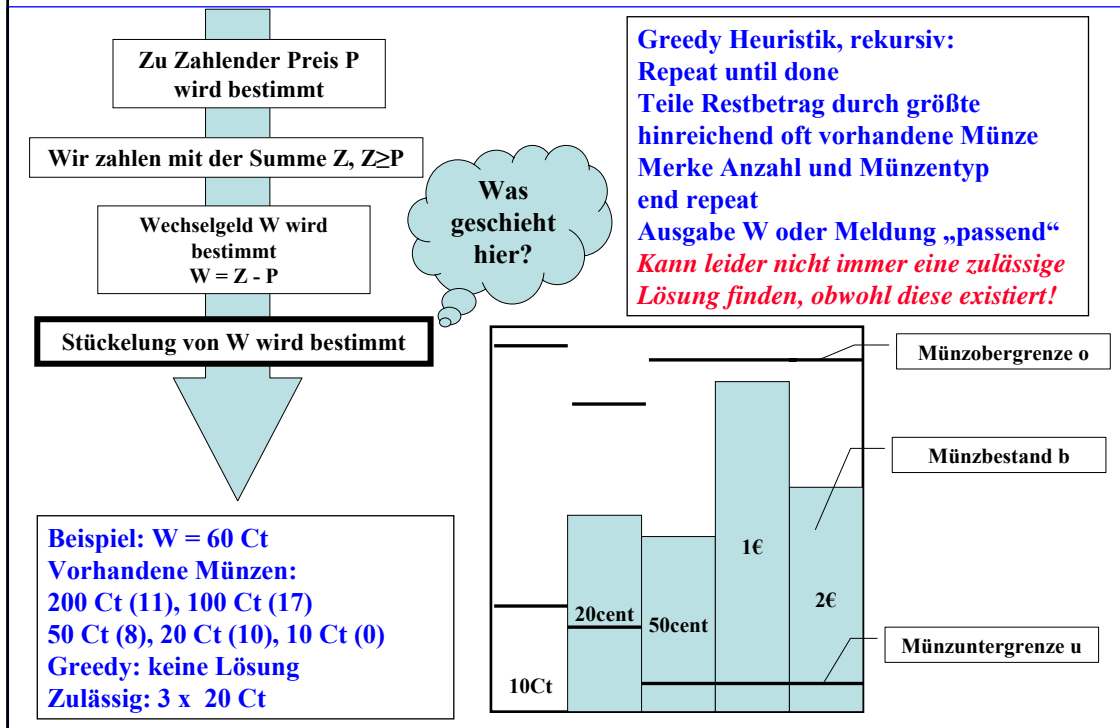 Zu Zahlender Preis P
wird bestimmt
Wir zahlen mit der Summe Z, Z≥P
Wechselgeld W wird
bestimmt
W = Z - P
Stückelung von W wird bestimmt
Was
geschieht
hier?
Greedy Heuristik, rekursiv:
Repeat until done
Teile Restbetrag durch größte
hinreichend oft vorhandene Münze
Merke Anzahl und Münzentyp
end repeat
Ausgabe W oder Meldung „passend“
Kann leider nicht immer eine zulässige
Lösung finden, obwohl diese existiert!
Beispiel: W = 60 Ct
Vorhandene Münzen:
200 Ct (11), 100 Ct (17)
50 Ct (8), 20 Ct (10), 10 Ct (0)
Greedy: keine Lösung
Zulässig: 3 x 20 Ct
10Ct
20cent
50cent
1€
2€
Münzobergrenze o
Münzbestand b
Münzuntergrenze u